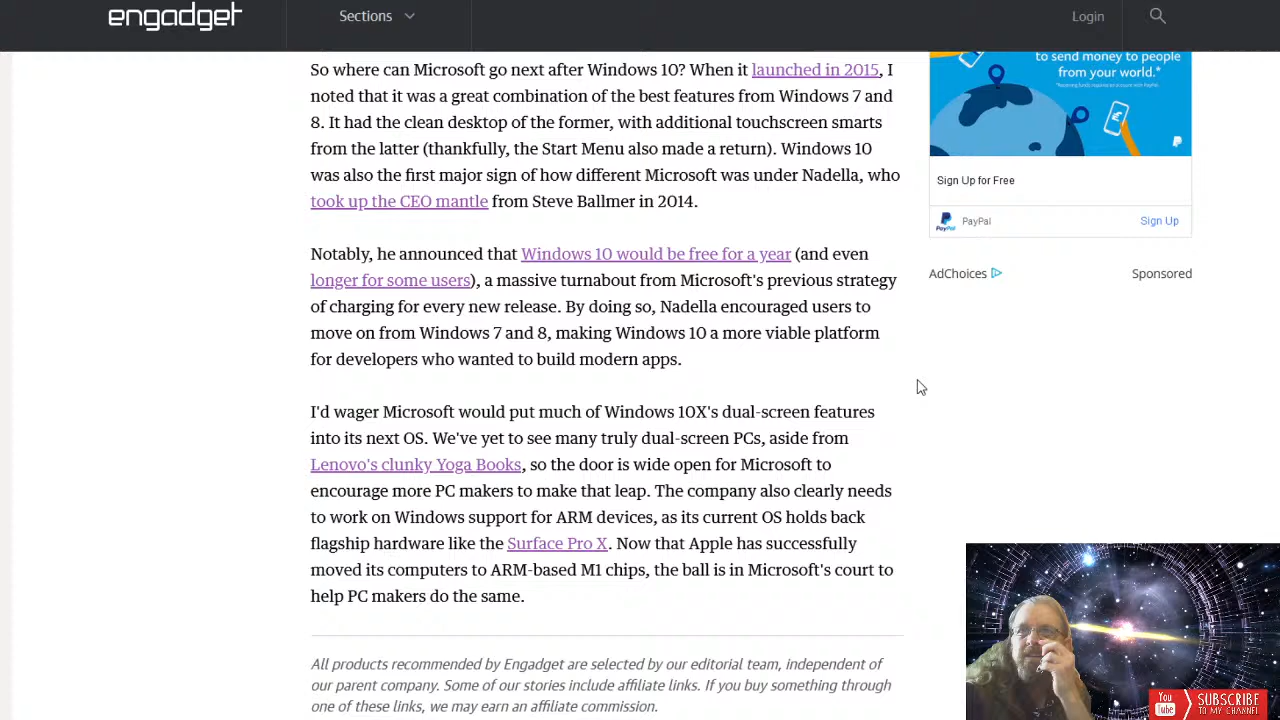 engadget
Sections
Login
So where can Microsoft go next after Windows 10? When it launched in 2015, I
noted that it was a great combination of the best features from Windows 7 and
8. It had the clean desktop of the former, with additional touchscreen smarts
from the latter (thankfully, the Start Menu also made a return). Windows 10
was also the first major sign of how different Microsoft was under Nadella, who
took up the CEO mantle from Steve Ballmer in 2014.
Notably, he announced that Windows 10 would be free for a year (and even
longer for some users), a massive turnabout from Microsoft's previous strategy
of charging for every new release. By doing so, Nadella encouraged users to
move on from Windows 7 and 8, making Windows 10 a more viable platform
for developers who wanted to build modern apps.
I'd wager Microsoft would put much of Windows 10X's dual-screen features
into its next OS. We've yet to see many truly dual-screen PCs, aside from
Lenovo's clunky Yoga Books, so the door is wide open for Microsoft to
encourage more PC makers to make that leap. The company also clearly needs
to work on Windows support for ARM devices, as its current OS holds back
flagship hardware like the Surface Pro X. Now that Apple has successfully
moved its computers to ARM-based M1 chips, the ball is in Microsoft's court to
help PC makers do the same.
All products recommended by Engadget are selected by our editorial team, independent of
our parent company. Some of our stories include affiliate links. If you buy something through
one of these links, we may earn an affiliate commission.
to send money to people
from your world.*
Sign Up for Free
PayPal
PayPal
Sign Up
AdChoices
Sponsored
You
Tube
SUBSCRIBE
TO MY CHANNEL